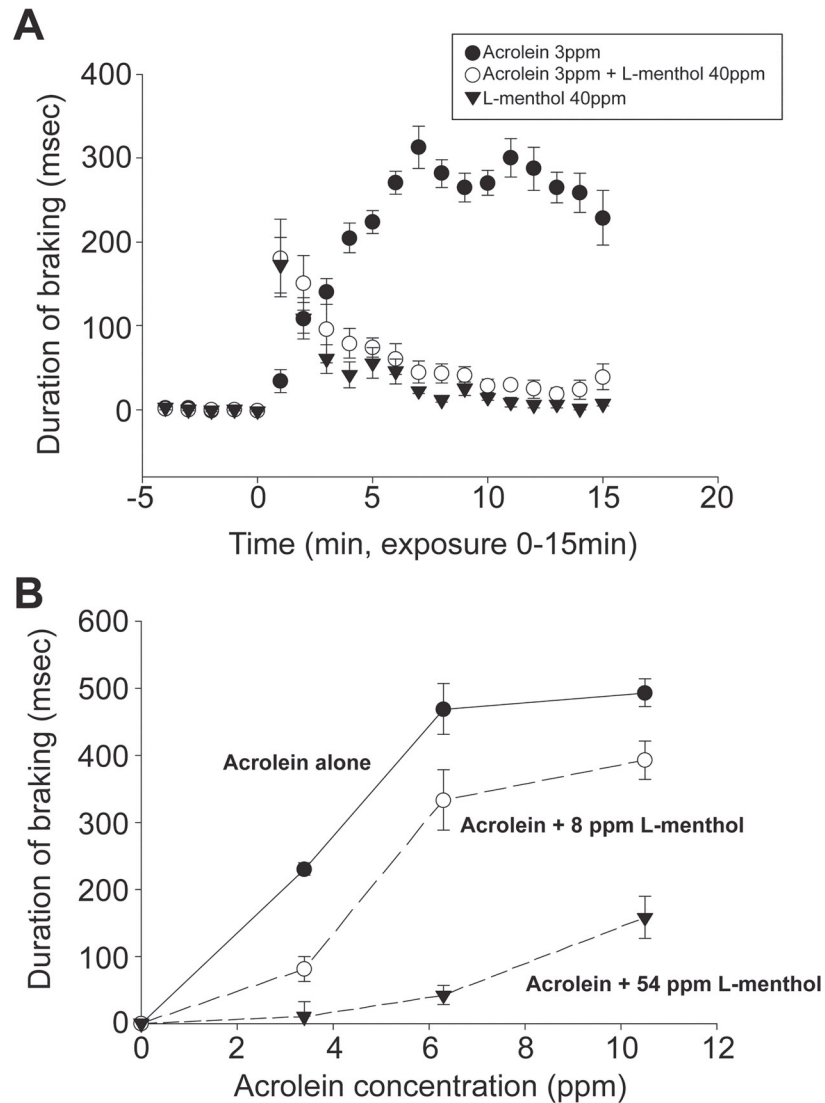 A
Acrolein 3ppm
Acrolein 3ppm + L-menthol 40ppm
L-menthol 40ppm
400
300
200
100
0
Duration of braking (msec)
-5 0 5 10 15 20
Time (min, exposure 0-15min)
B
600
500
400
300
200
100
0
Duration of braking (msec)
Acrolein alone
Acrolein + 8 ppm L-menthol
Acrolein + 54 ppm L-menthol
0 2 4 6 8 10 12
Acrolein concentration (ppm)